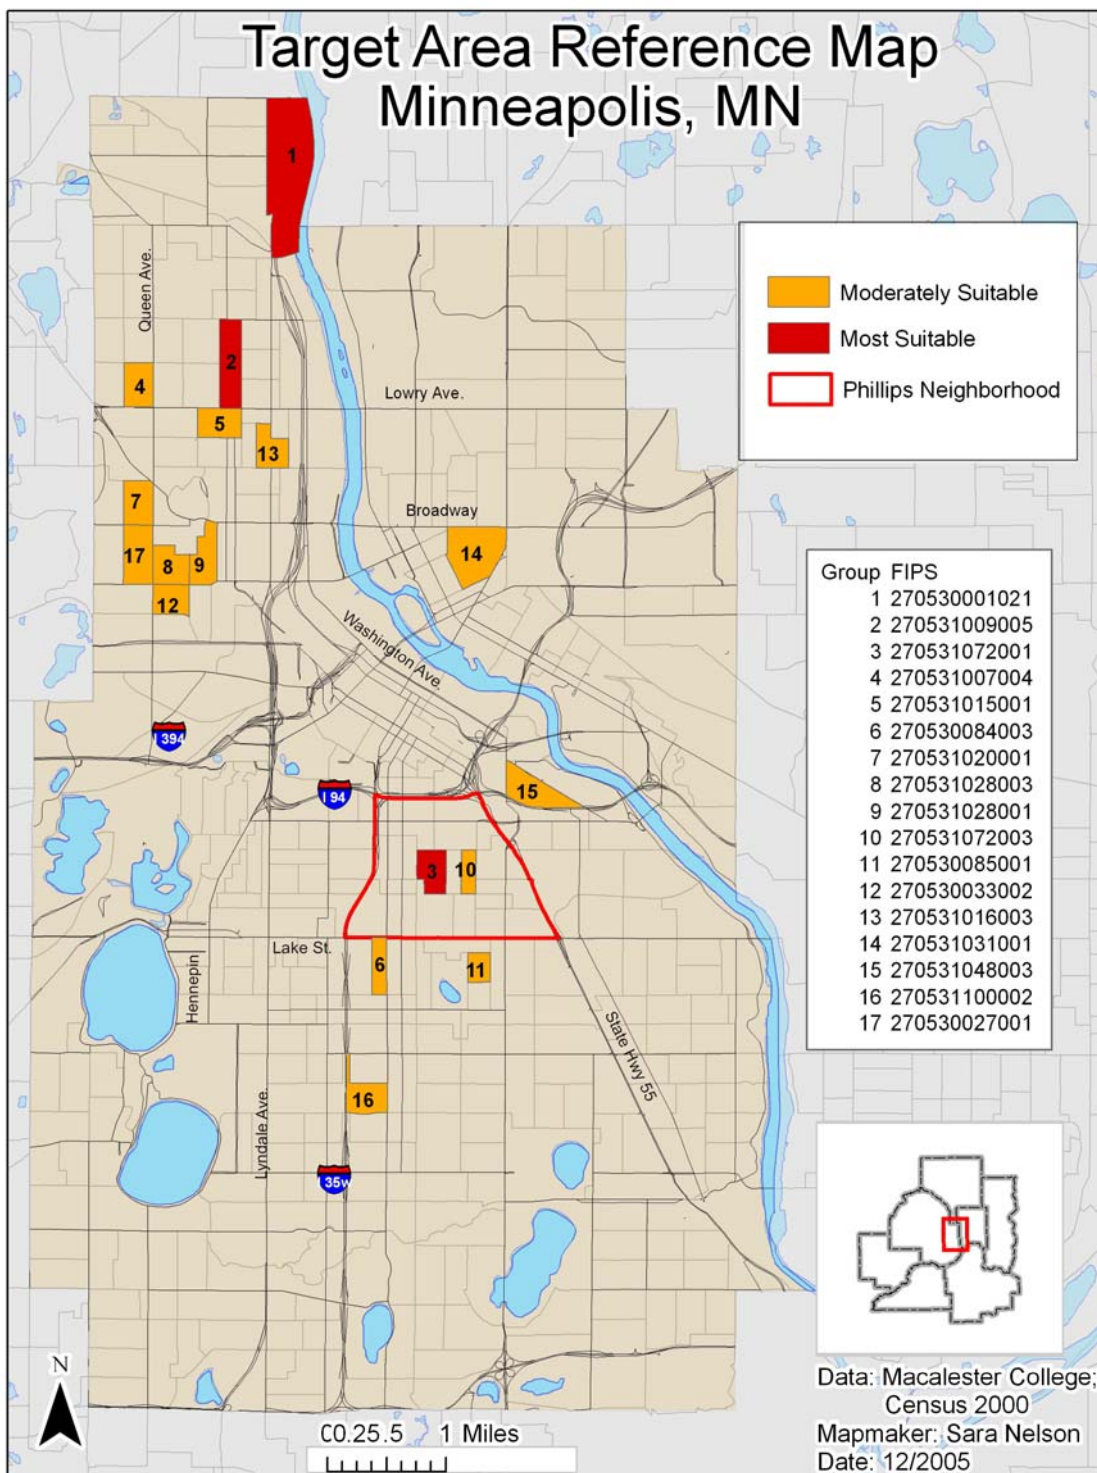 Target Area Reference Map
Minneapolis, MN
1
Queen Ave.
Moderately Suitable
Most Suitable
Phillips Neighborhood
2
4
Lowry Ave.
5
13
7
Broadway
17
8
9
14
12
Washington Ave.
Group FIPS
1 270530001021
2 270531009005
3 270531072001
4 270531007004
5 270531015001
6 270530084003
7 270531020001
8 270531028003
9 270531028001
10 270531072003
11 270530085001
12 270530033002
13 270531016003
14 270531031001
15 270531048003
16 270531100002
17 270530027001
I 394
I 94
15
3
10
Lake St.
Hennepin
6
11
State Hwy 55
Lyndale Ave.
16
I 35w
N
C0.25.5 1 Miles
Data: Macalester College;
Census 2000
Mapmaker: Sara Nelson
Date: 12/2005